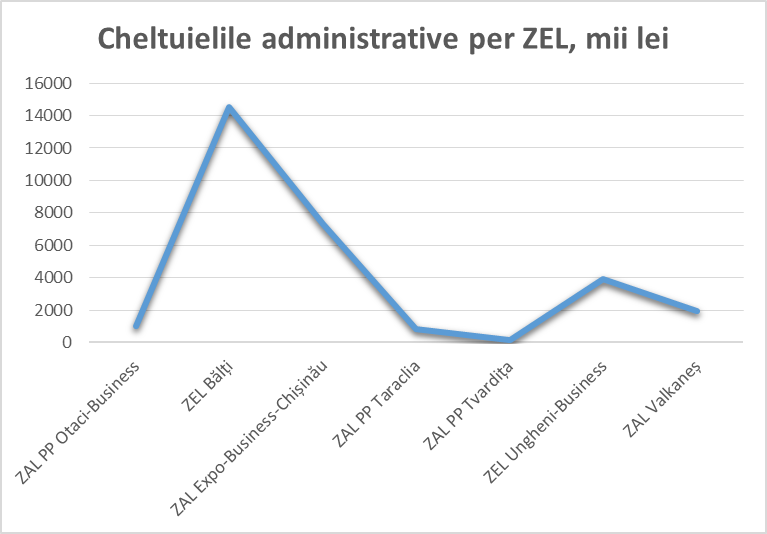 Cheltuielile administrative per ZEL, mii lei
16000
14000
12000
10000
8000
6000
4000
2000
0
ZAL PP Otaci-Business
ZEL Bălți
ZAL Expo-Business-Chișinău
ZAL PP Taraclia
ZAL PP Tvardița
ZEL Ungheni-Business
ZAL Valkaneș